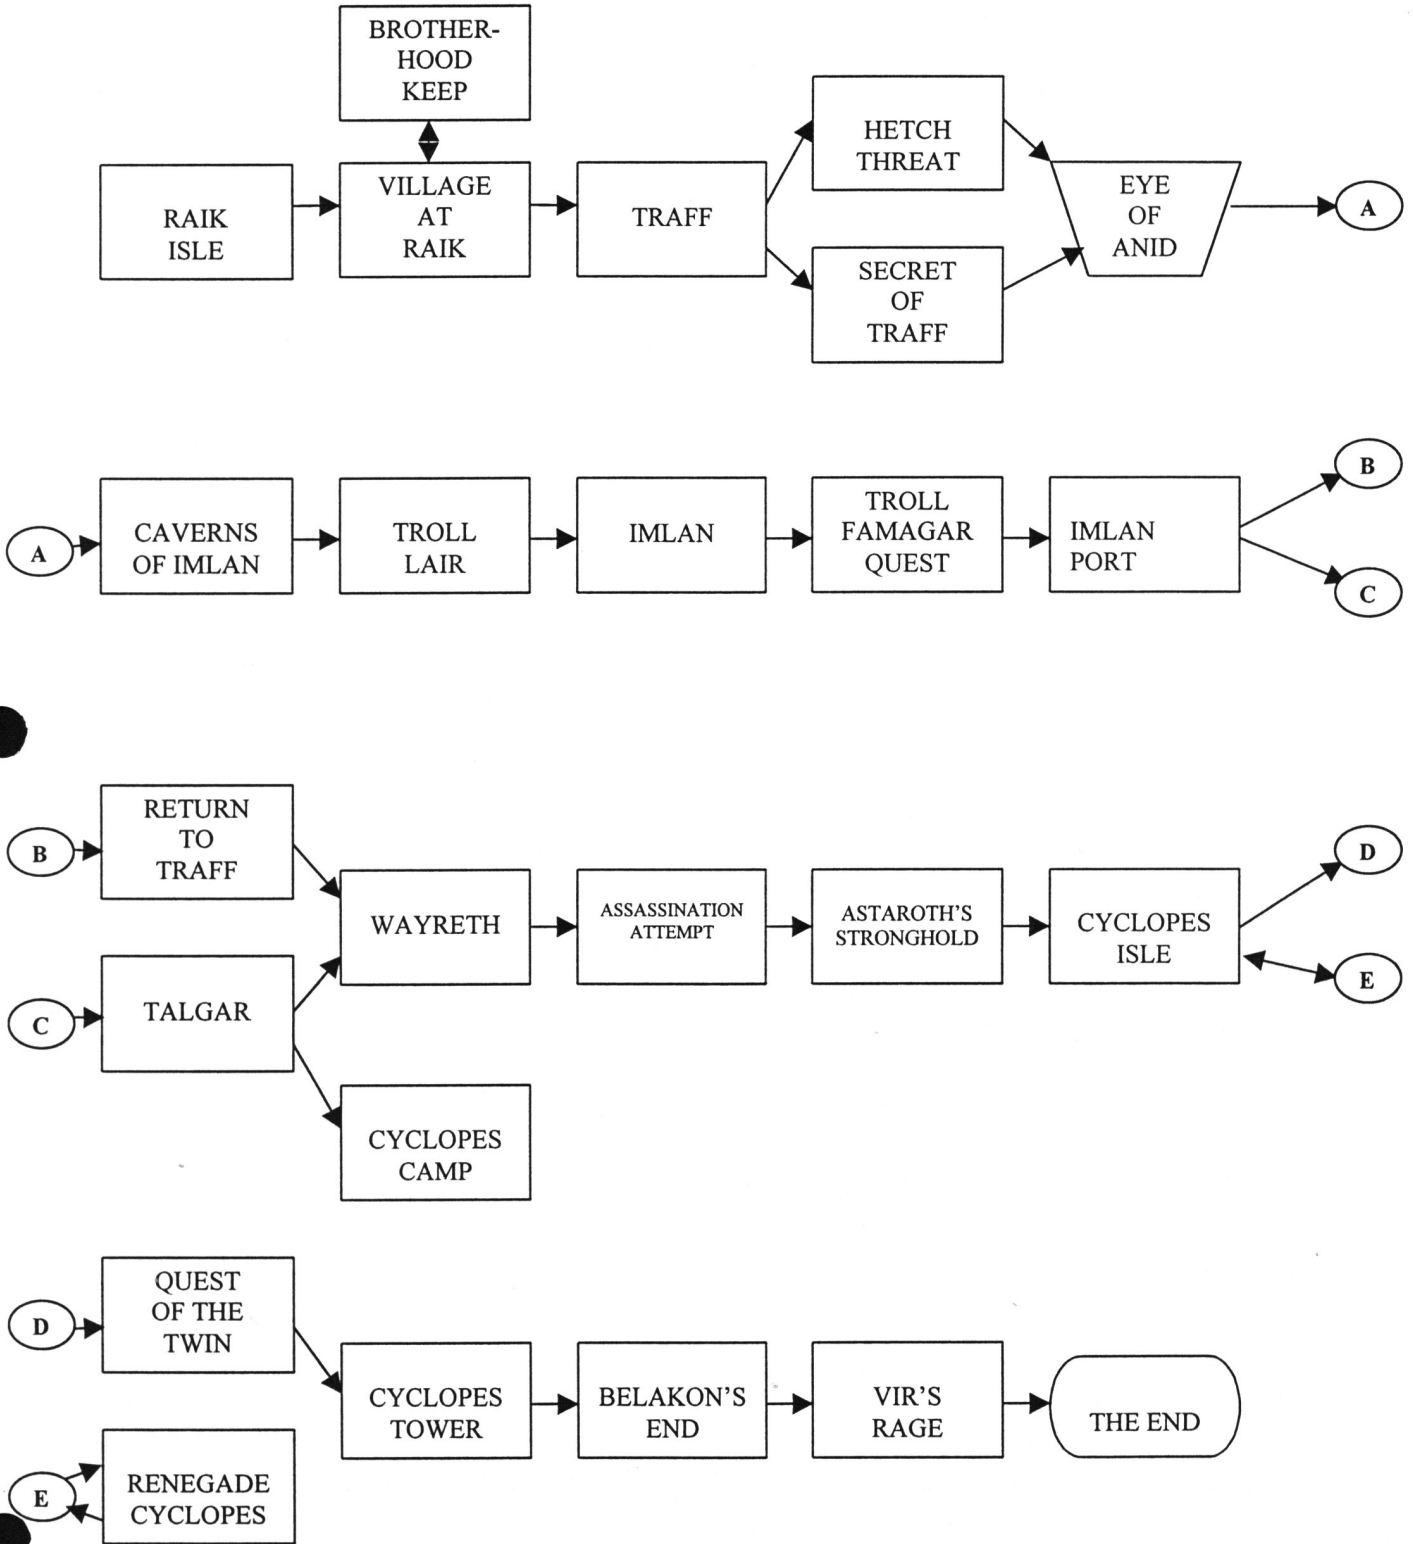 BROTHER-
HOOD
KEEP
RAIK
ISLE
VILLAGE
AT
RAIK
TRAFF
HETCH
THREAT
SECRET
OF
TRAFF
EYE
OF
ANID
A
A
CAVERNS
OF IMLAN
TROLL
LAIR
IMLAN
TROLL
FAMAGAR
QUEST
IMLAN
PORT
B
C
B
RETURN
TO
TRAFF
C
TALGAR
WAYRETH
CYCLOPES
CAMP
ASSASSINATION
ATTEMPT
ASTAROTH'S
STRONGHOLD
CYCLOPES
ISLE
D
E
D
QUEST
OF THE
TWIN
E
RENEGADE
CYCLOPES
CYCLOPES
TOWER
BELAKON'S
END
VIR'S
RAGE
THE END